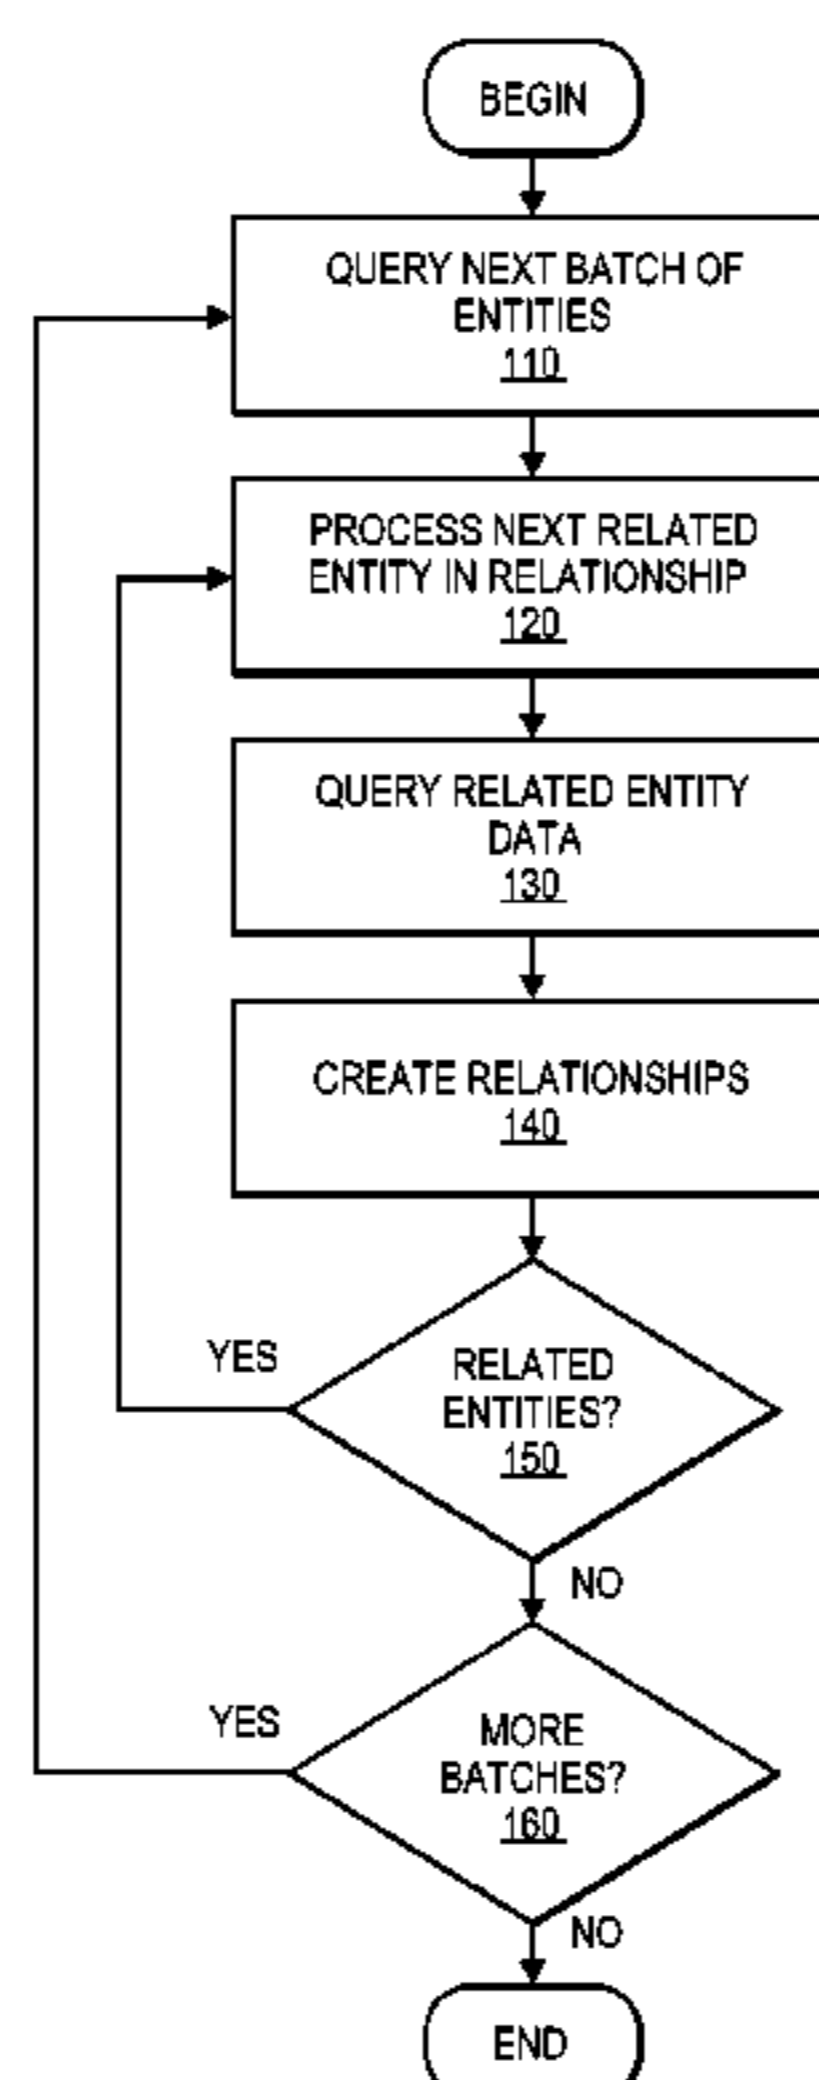 BEGIN
QUERY NEXT BATCH OF
ENTITIES
110
PROCESS NEXT RELATED
ENTITY IN RELATIONSHIP
120
QUERY RELATED ENTITY
DATA
130
CREATE RELATIONSHIPS
140
YES
RELATED
ENTITIES?
150
NO
YES
MORE
BATCHES?
160
NO
END